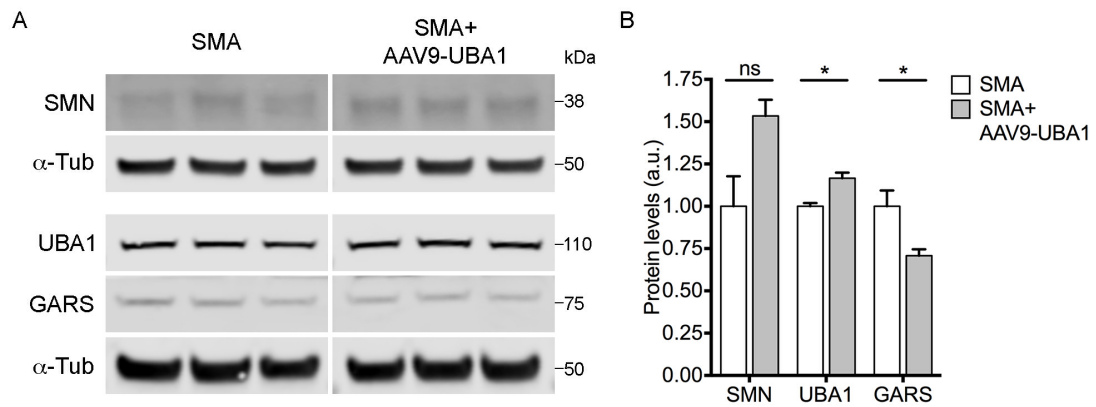 A
SMA
SMA+
AAV9-UBA1
kDa
SMN
–38
α-Tub
–50
UBA1
–110
GARS
–75
α-Tub
–50
B
Protein levels (a.u.)
1.75
1.50
1.25
1.00
0.75
0.50
0.25
0.00
ns
*
*
SMN
UBA1
GARS
SMA
SMA+
AAV9-UBA1